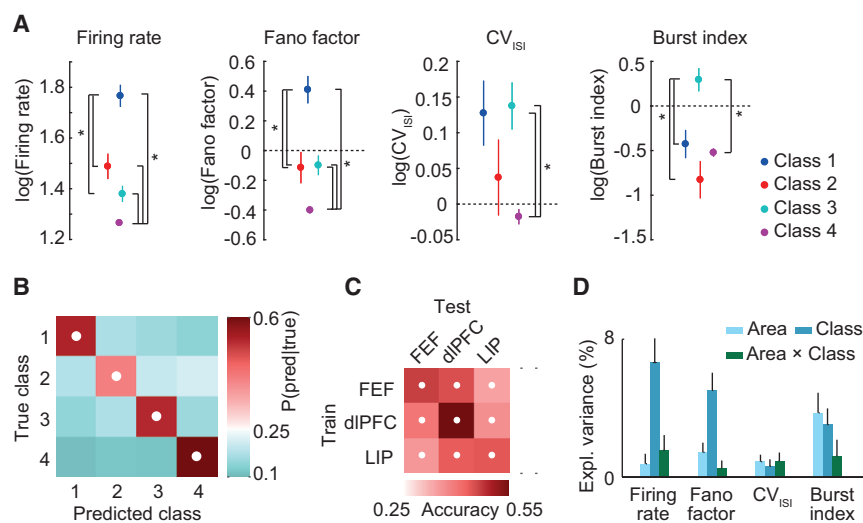 A
Firing rate
Fano factor
CVISI
Burst index
log(Firing rate)
1.8
1.6
1.4
1.2
*
*
log(Fano factor)
0.6
0.4
0.2
0
-0.2
-0.4
-0.6
*
*
log(CVISI)
0.2
0.15
0.1
0.05
0
-0.05
*
log(Burst index)
0.5
0
-0.5
-1
-1.5
*
*
Class 1
Class 2
Class 3
Class 4
B
True class
1
2
3
4
1 2 3 4
Predicted class
0.6
0.25
0.1
P(pred|true)
C
Test
FEF
dlPFC
LIP
Train
FEF
dlPFC
LIP
0.25 Accuracy 0.55
D
Area Class
Area × Class
Expl. variance (%)
8
0
Firing rate
Fano factor
CVISI
Burst index